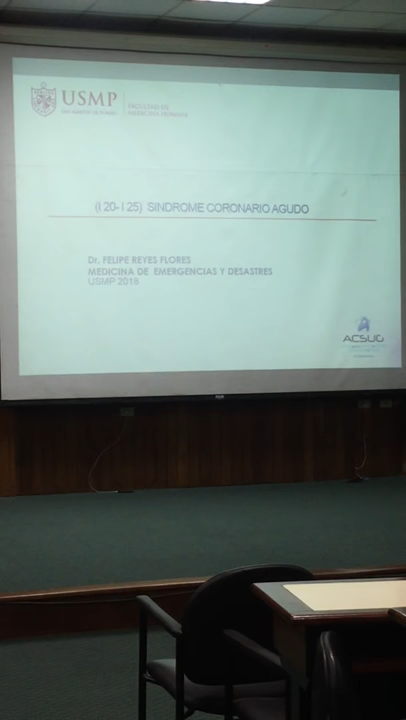 USMP
FACULTAD DE
MEDICINA HUMANA
(I 20- I 25) SINDROME CORONARIO AGUDO
Dr. FELIPE REYES FLORES
MEDICINA DE EMERGENCIAS Y DESASTRES
USMP 2018
ACSUG